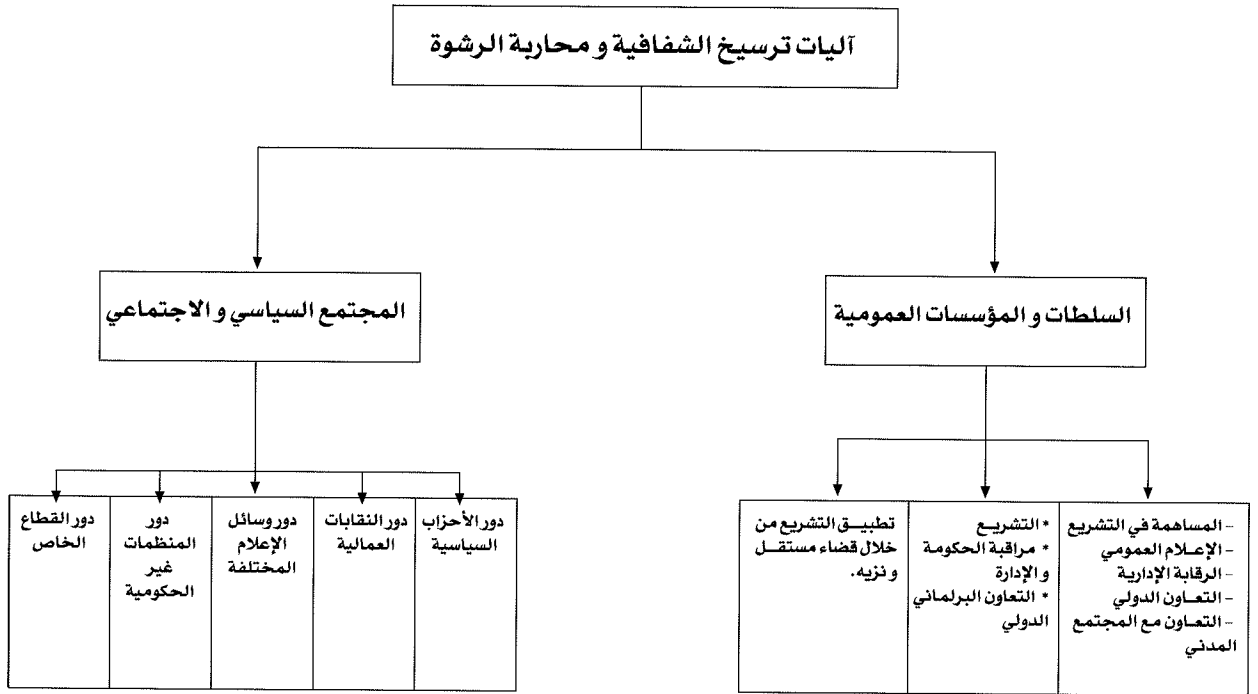 آليات ترسيخ الشفافية و محاربة الرشوة
السلطات و المؤسسات العمومية
المجتمع السياسي و الاجتماعي
– المساهمة في التشريع
– الإعلام العمومي
– الرقابة الإدارية
– التعاون الدولي
– التعاون مع المجتمع
المدني
* التشريع
* مراقبة الحكومة
و الإدارة
* التعاون البرلماني
الدولي
تطبيق التشريع من
خلال قضاء مستقل
و نزيه.
دور الأحزاب
السياسية
دور النقابات
العمالية
دور وسائل
الإعلام
المختلفة
دور
المنظمات
غير
الحكومية
دور القطاع
الخاص